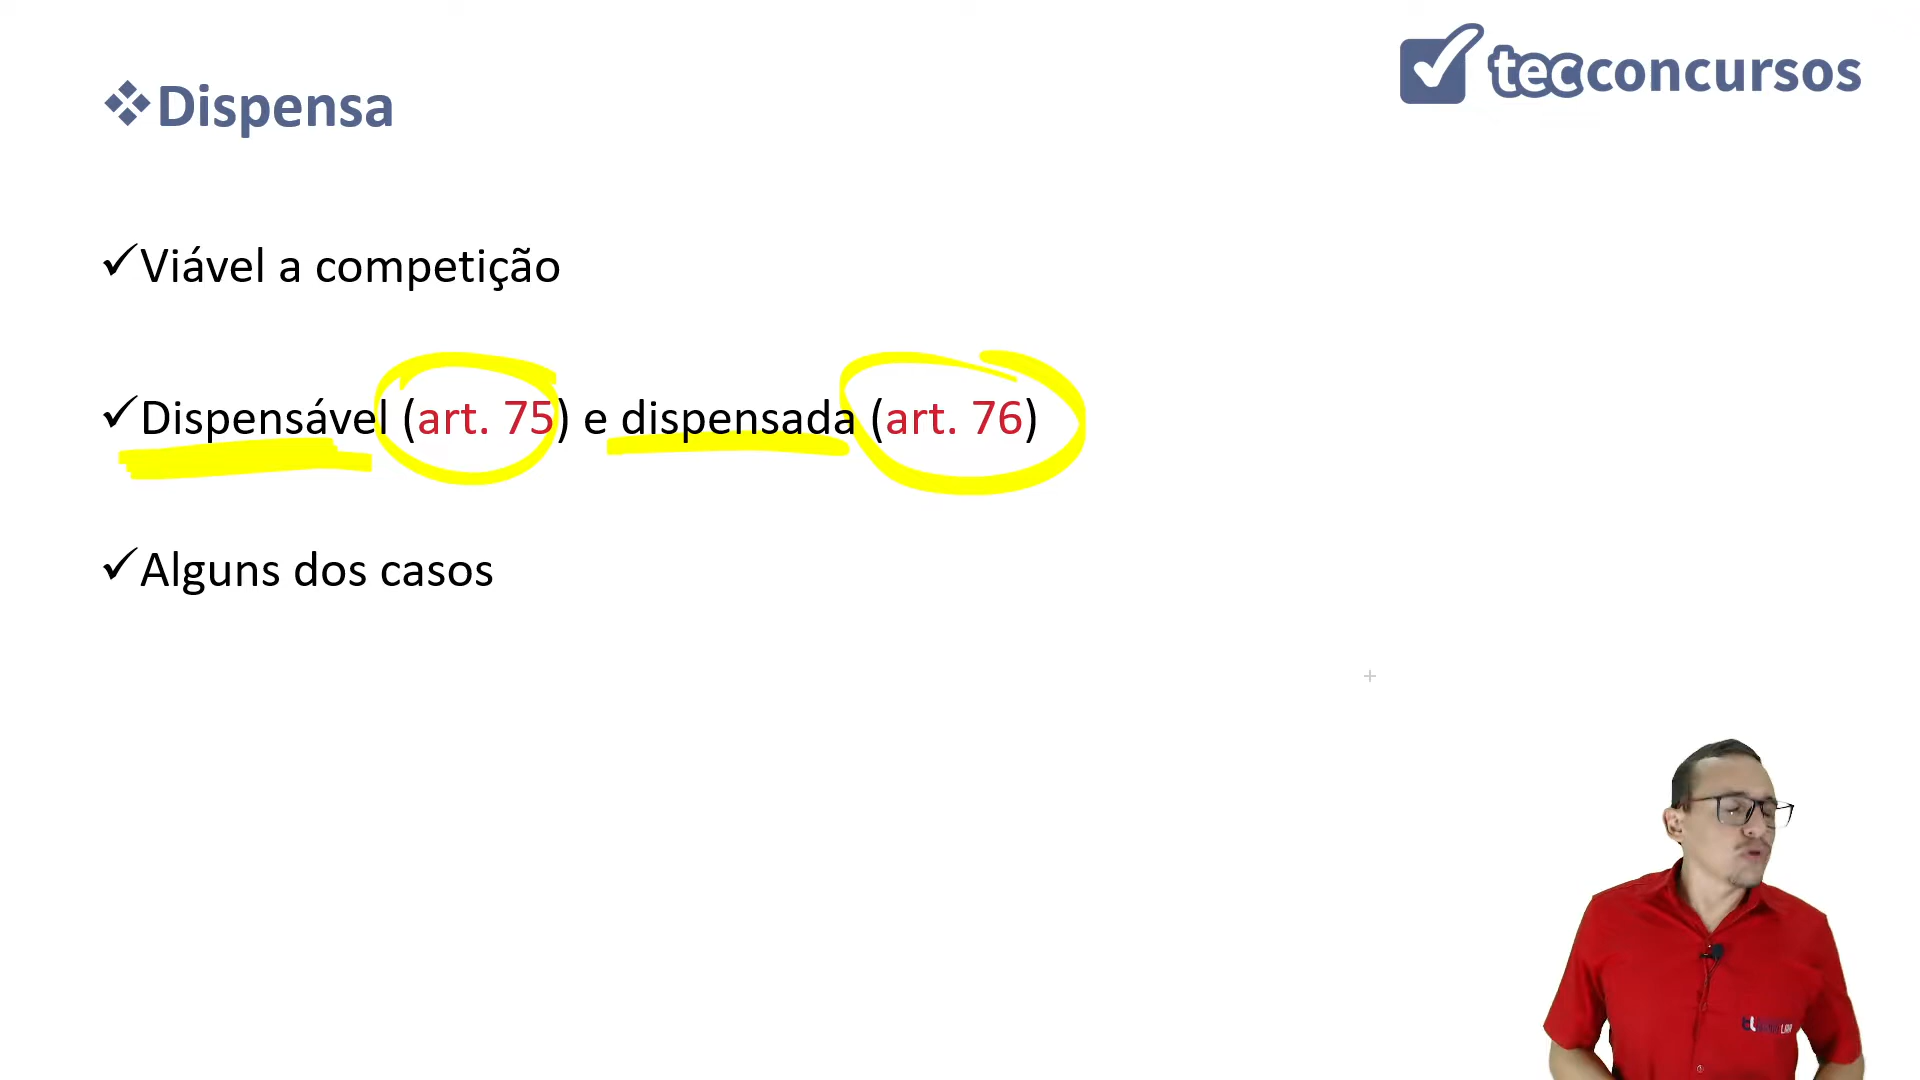 tecconcursos
Dispensa
Viável a competição
Dispensável (art. 75) e dispensada (art. 76)
Alguns dos casos